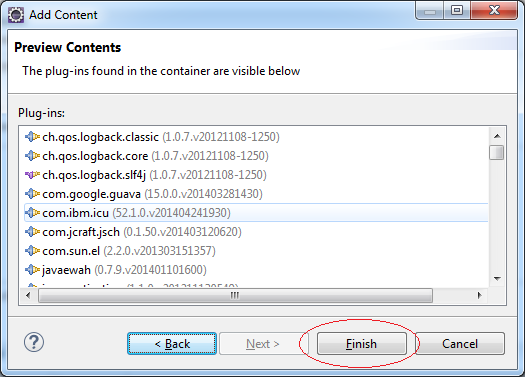 Add Content
Preview Contents
The plug-ins found in the container are visible below
Plug-ins:
ch.qos.logback.classic (1.0.7.v20121108-1250)
ch.qos.logback.core (1.0.7.v20121108-1250)
ch.qos.logback.slf4j (1.0.7.v20121108-1250)
com.google.guava (15.0.0.v201403281430)
com.ibm.icu (52.1.0.v201404241930)
com.jcraft.jsch (0.1.50.v201403120620)
com.sun.el (2.2.0.v201303151357)
javaewah (0.7.9.v201401101600)
< Back Next > Finish Cancel